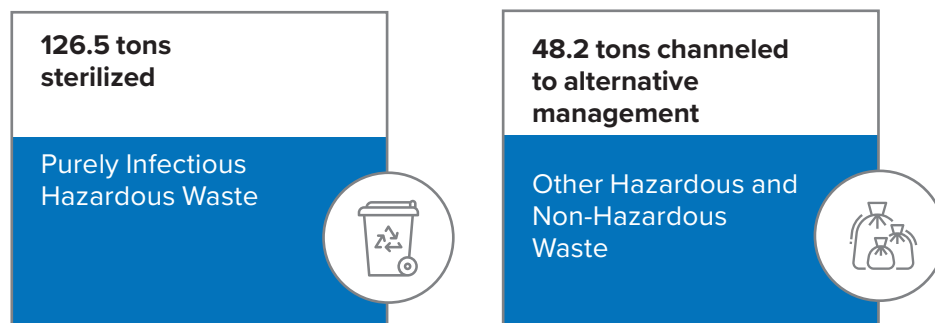 126.5 tons
sterilized
Purely Infectious
Hazardous Waste
48.2 tons channeled
to alternative
management
Other Hazardous and
Non-Hazardous
Waste